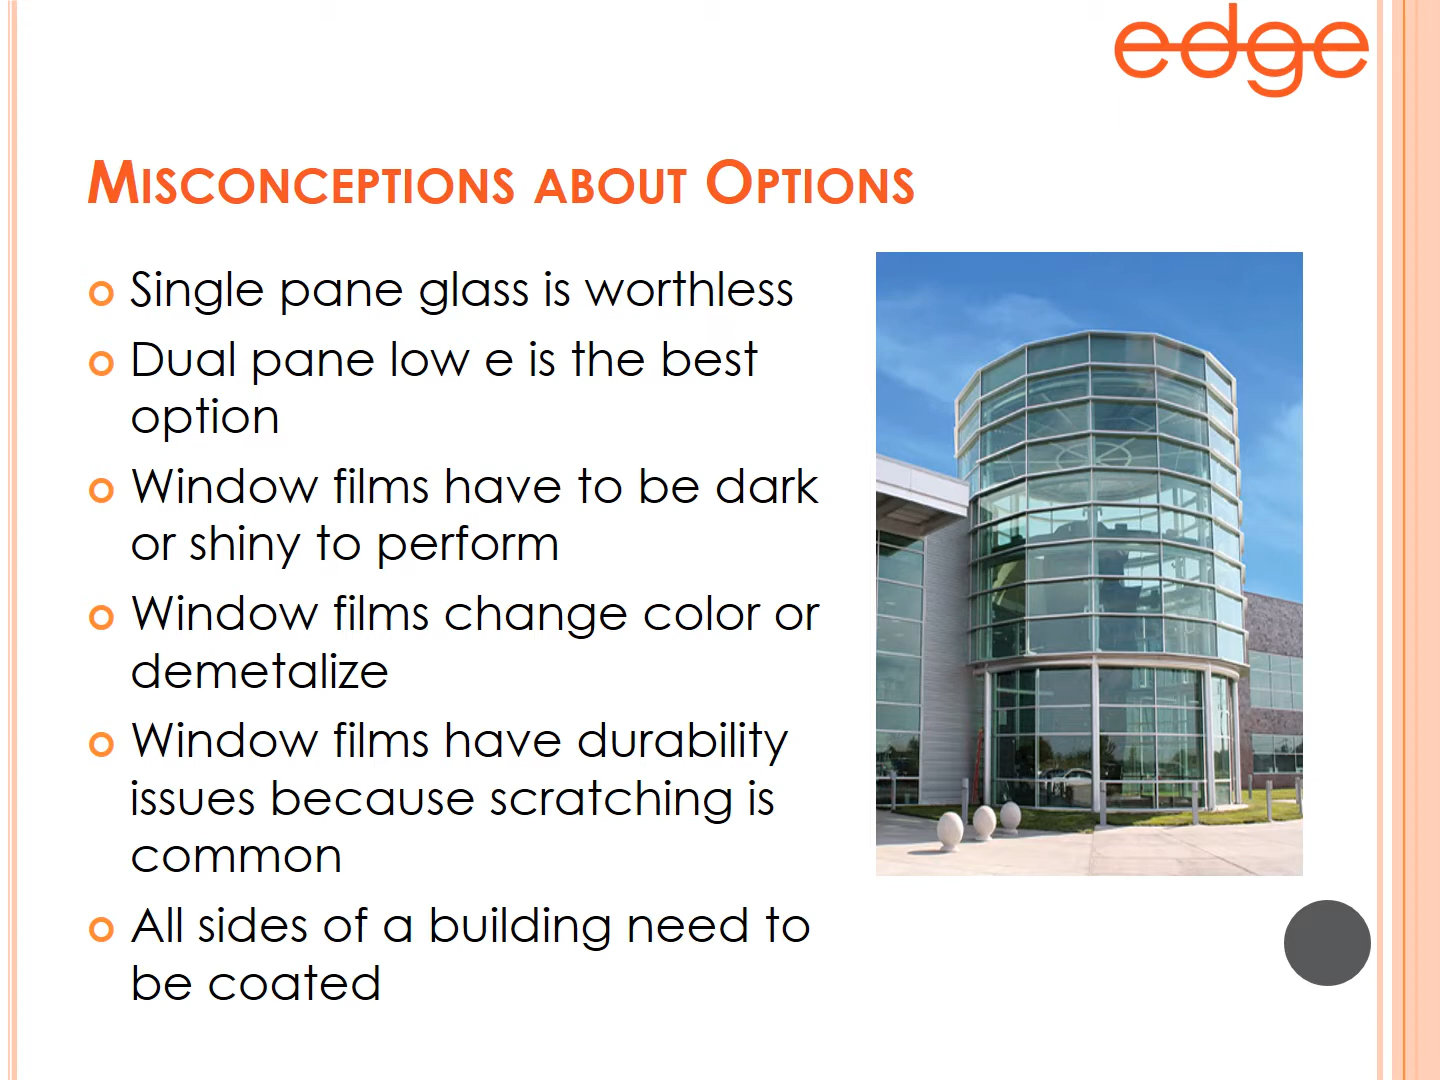 edge
Misconceptions about Options
Single pane glass is worthless
Dual pane low e is the best
option
Window films have to be dark
or shiny to perform
Window films change color or
demetalize
Window films have durability
issues because scratching is
common
All sides of a building need to
be coated